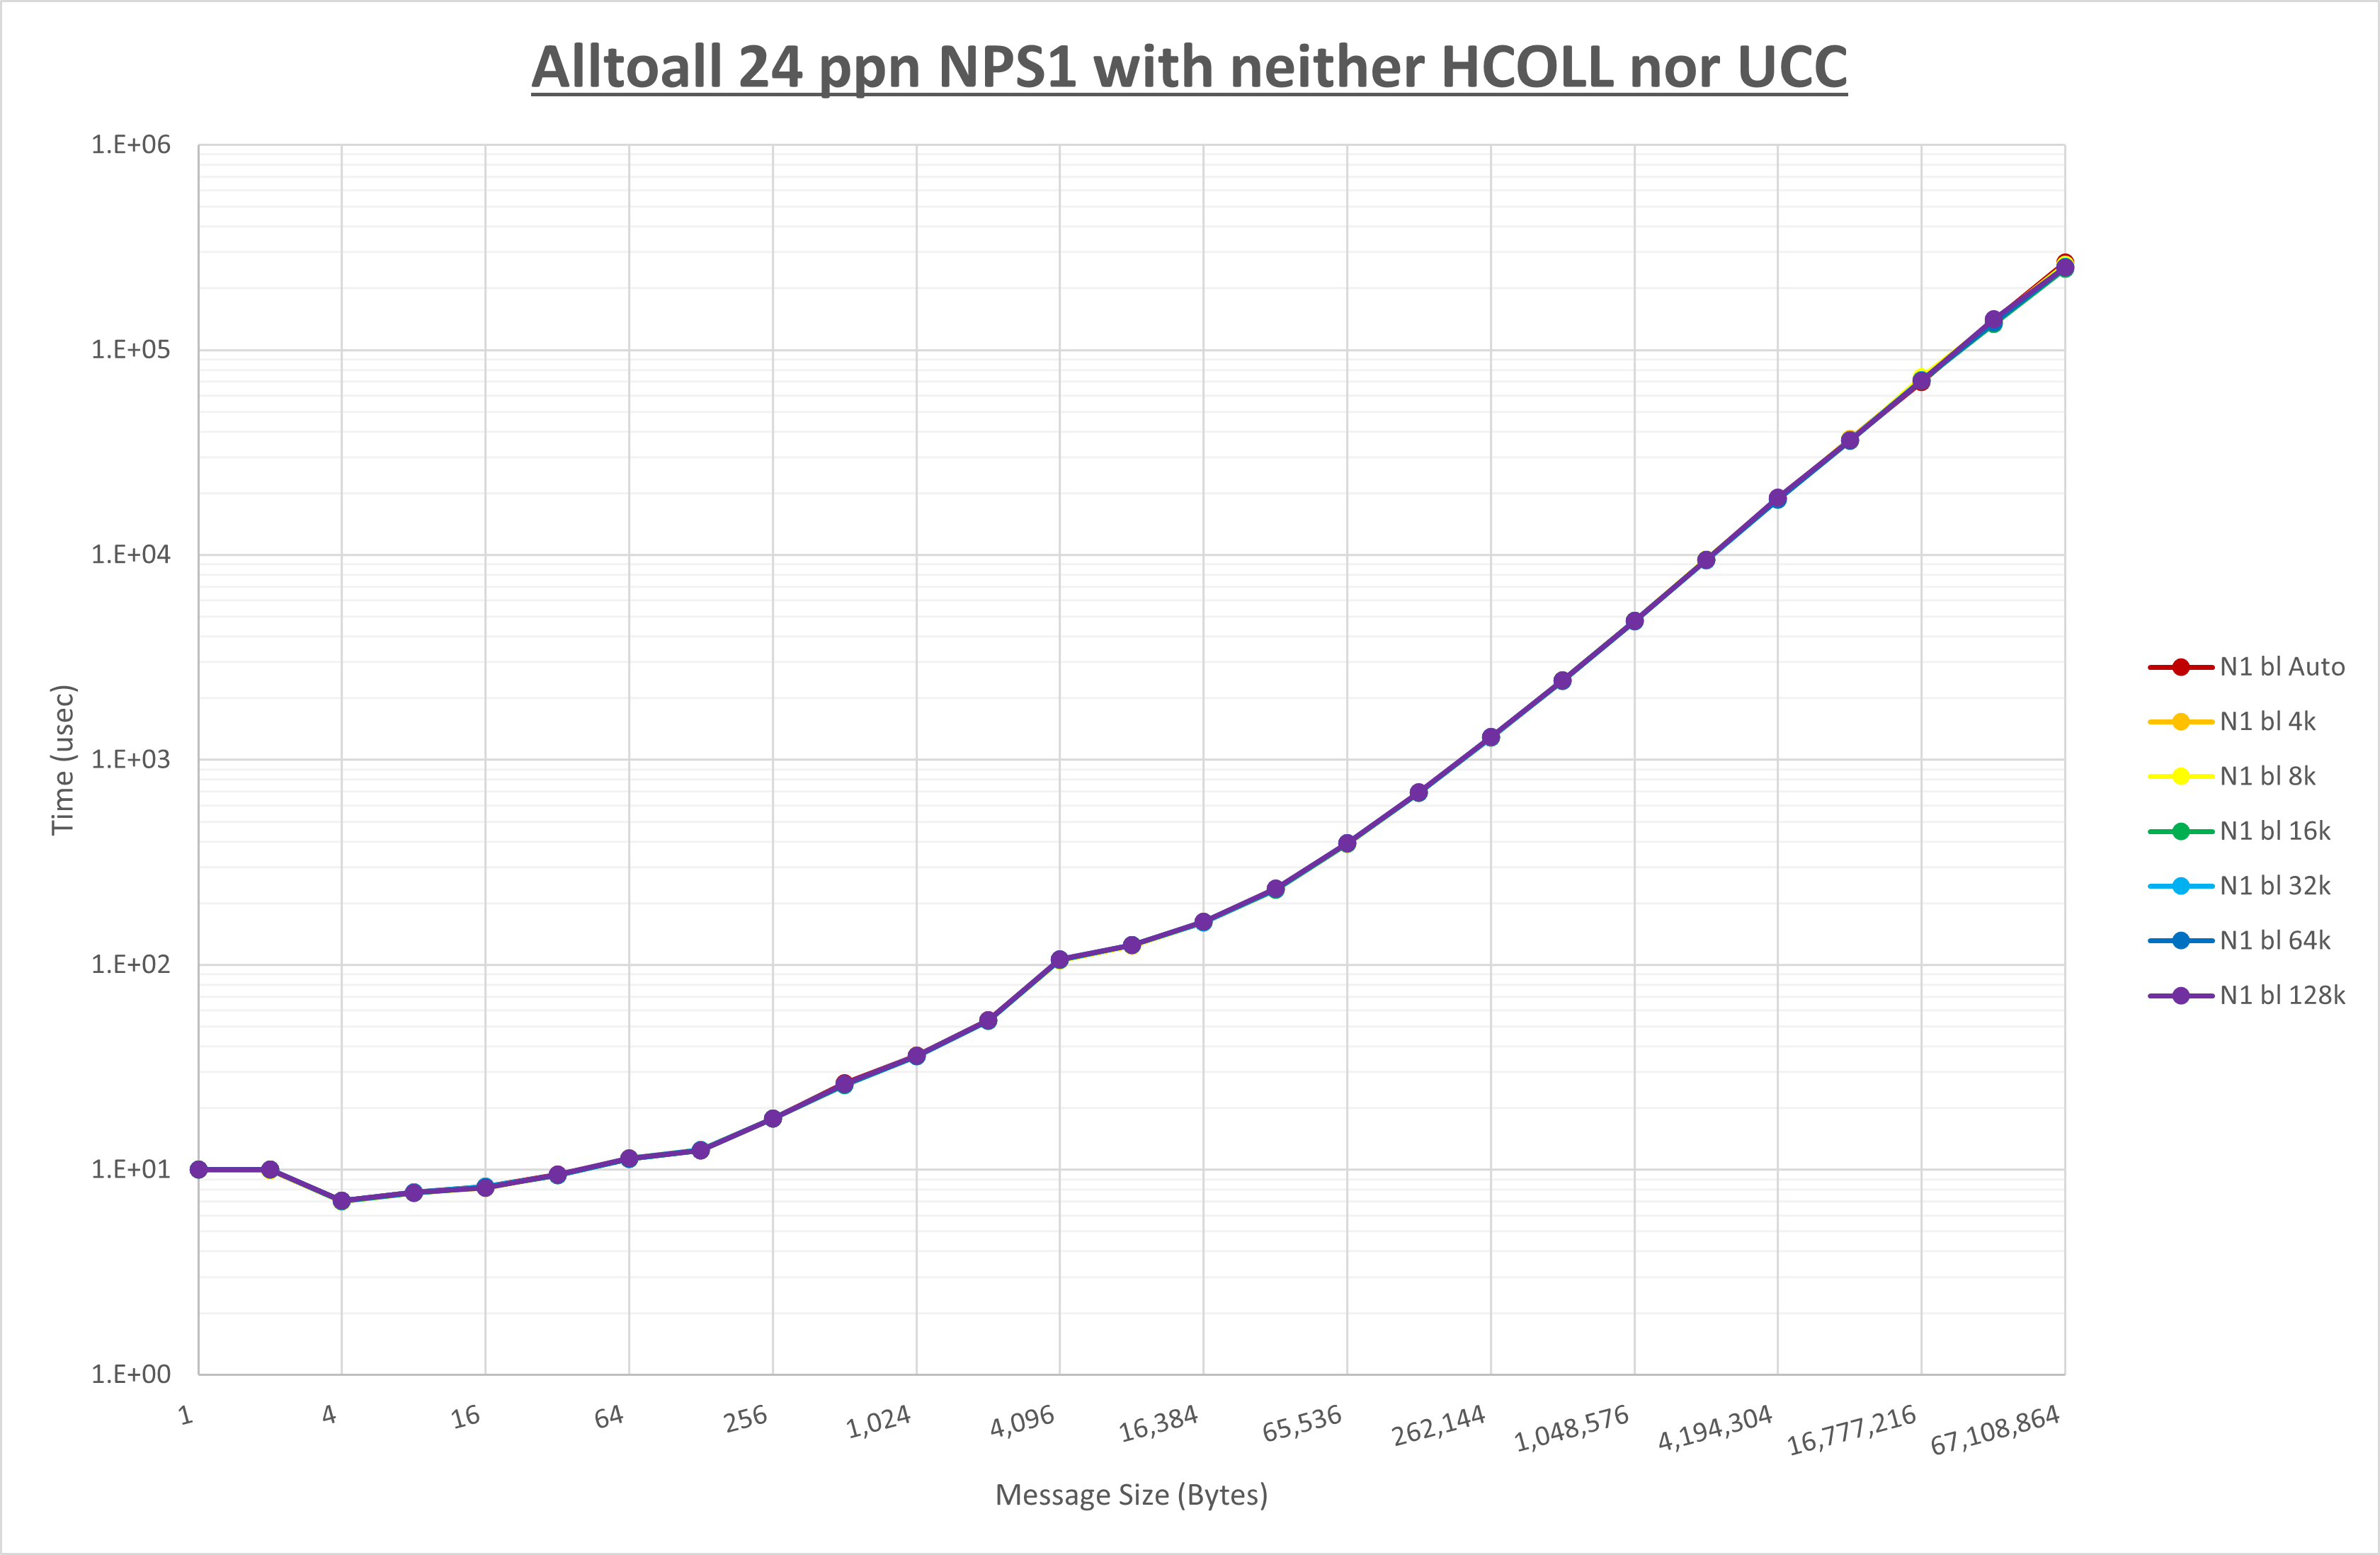 Alltoall 24 ppn NPS1 with neither HCOLL nor UCC
1.E+06
1.E+05
1.E+04
1.E+03
1.E+02
1.E+01
1.E+00
Time (usec)
1
4
16
64
256
1,024
4,096
16,384
65,536
262,144
1,048,576
4,194,304
16,777,216
67,108,864
Message Size (Bytes)
N1 bl Auto
N1 bl 4k
N1 bl 8k
N1 bl 16k
N1 bl 32k
N1 bl 64k
N1 bl 128k